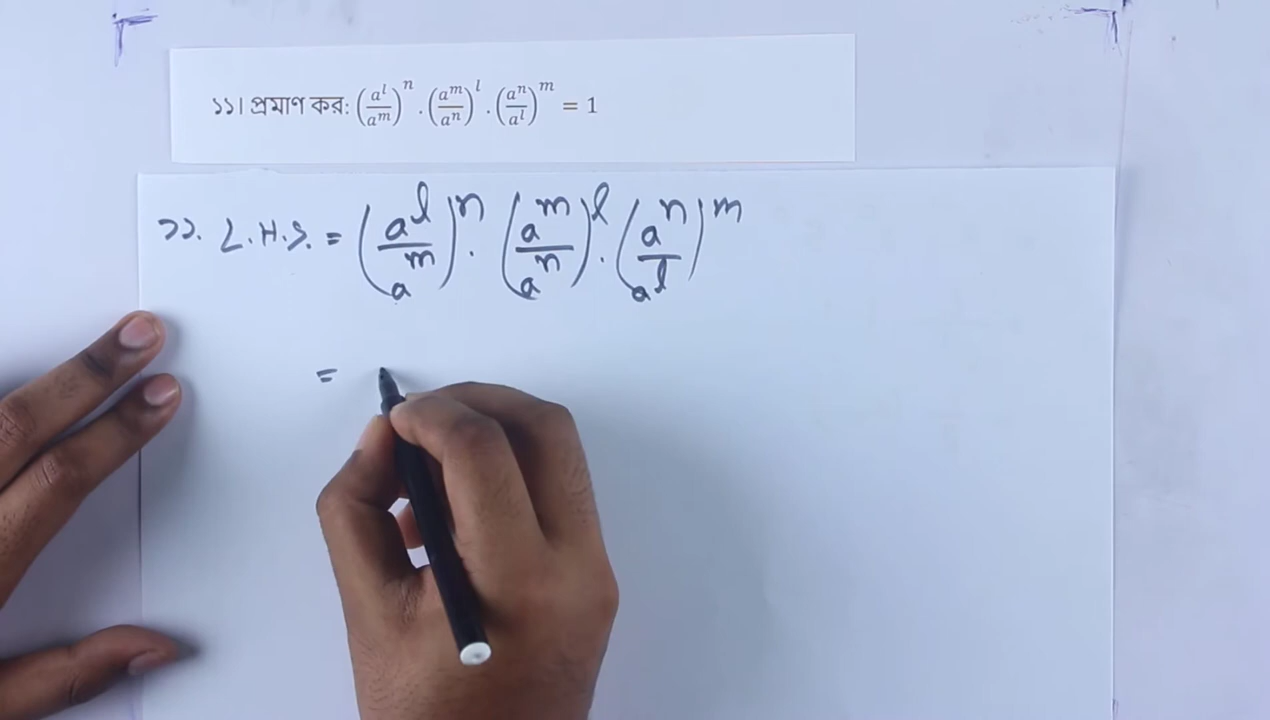 ১১। প্রমাণ কর: (a^l/a^m)^n . (a^m/a^n)^l . (a^n/a^l)^m = 1
১১. L.H.S. = (a^l/a^m)^n . (a^m/a^n)^l . (a^n/a^l)^m
=